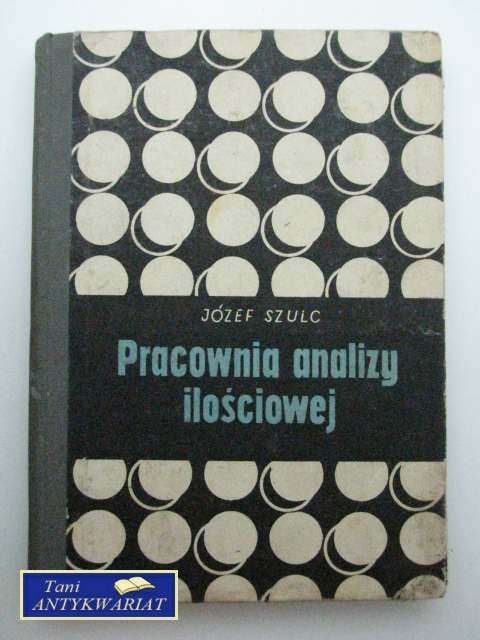 JÓZEF SZULC
Pracownia analizy
ilościowej
Tani
ANTYKWARIAT